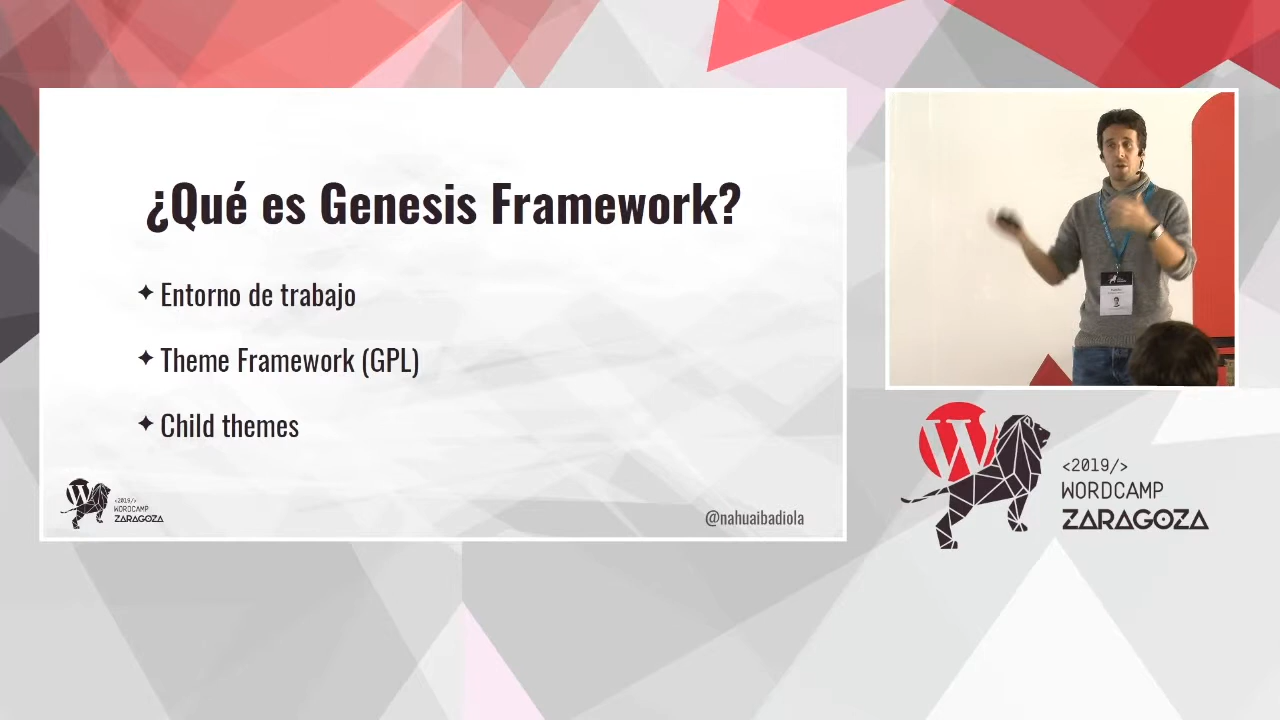 ¿Qué es Genesis Framework?
Entorno de trabajo
Theme Framework (GPL)
Child themes
<2019/>
WORDCAMP
ZARAGOZA
@nahuaibadiola
<2019/>
WORDCAMP
ZARAGOZA